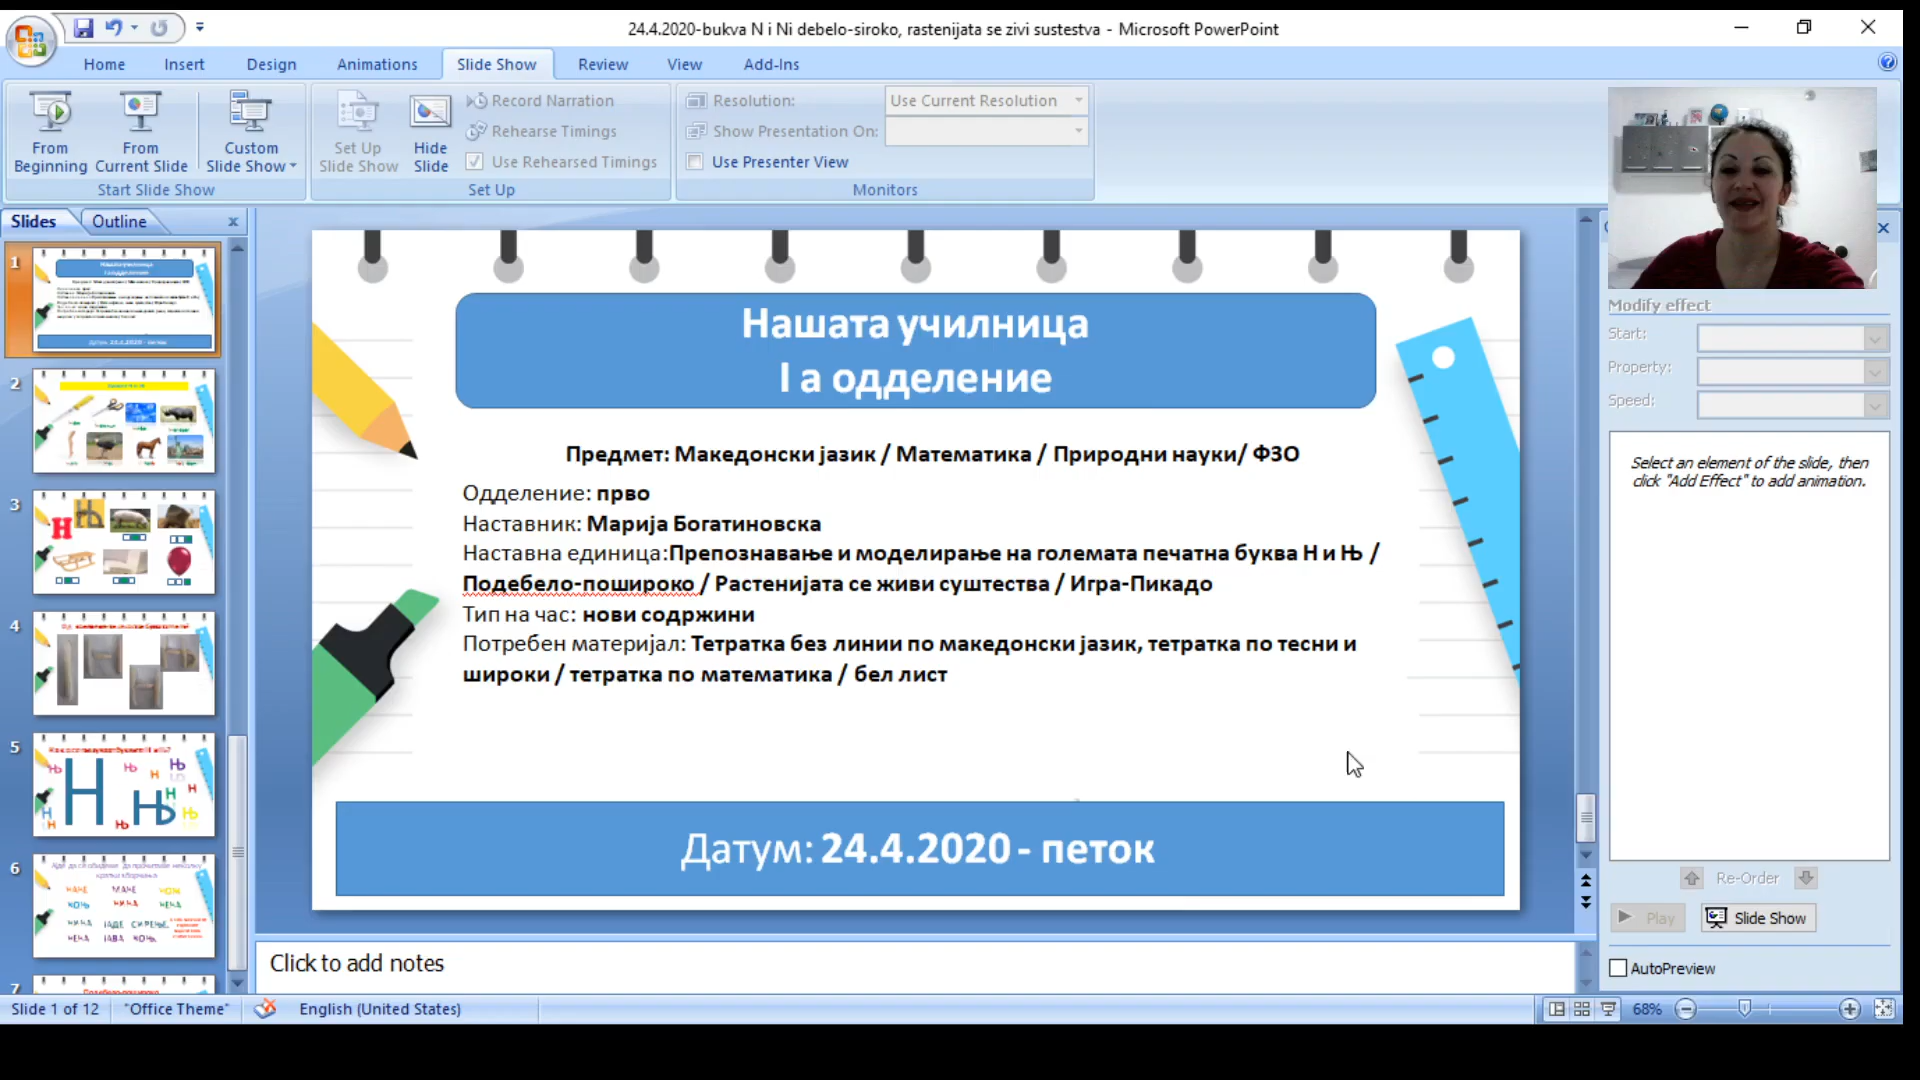 24.4.2020-bukva N i Ni debelo-siroko, rastenijata se zivi sustestva - Microsoft PowerPoint
Home Insert Design Animations Slide Show Review View Add-Ins
From Beginning
From Current Slide
Custom Slide Show
Start Slide Show
Set Up Slide Show
Hide Slide
Record Narration
Rehearse Timings
Use Rehearsed Timings
Set Up
Resolution: Use Current Resolution
Show Presentation On:
Use Presenter View
Monitors
Slides Outline
1
2
3
4
5
6
7
Нашата училница
I а одделение
Предмет: Македонски јазик / Математика / Природни науки/ ФЗО
Одделение: прво
Наставник: Марија Богатиновска
Наставна единица:Препознавање и моделирање на големата печатна буква Н и Њ /
Подебело-пошироко / Растенијата се живи суштества / Игра-Пикадо
Тип на час: нови содржини
Потребен материјал: Тетратка без линии по македонски јазик, тетратка по тесни и
широки / тетратка по математика / бел лист
Датум: 24.4.2020 - петок
Click to add notes
Modify effect
Start:
Property:
Speed:
Select an element of the slide, then
click "Add Effect" to add animation.
Re-Order
Play
Slide Show
AutoPreview
Slide 1 of 12 "Office Theme" English (United States) 68%